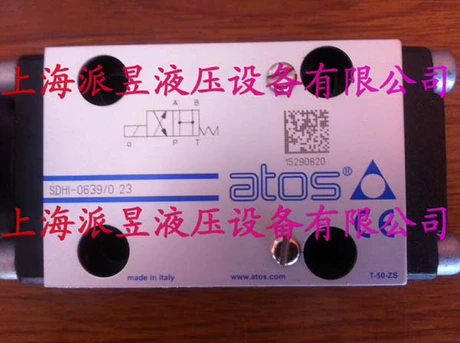 上海派昱液压设备有限公司
A B
a P T
15290820
SDHI-0639/0 23
atos®
上海派昱液压设备有限公司
made in Italy www.atos.com T-50-ZS